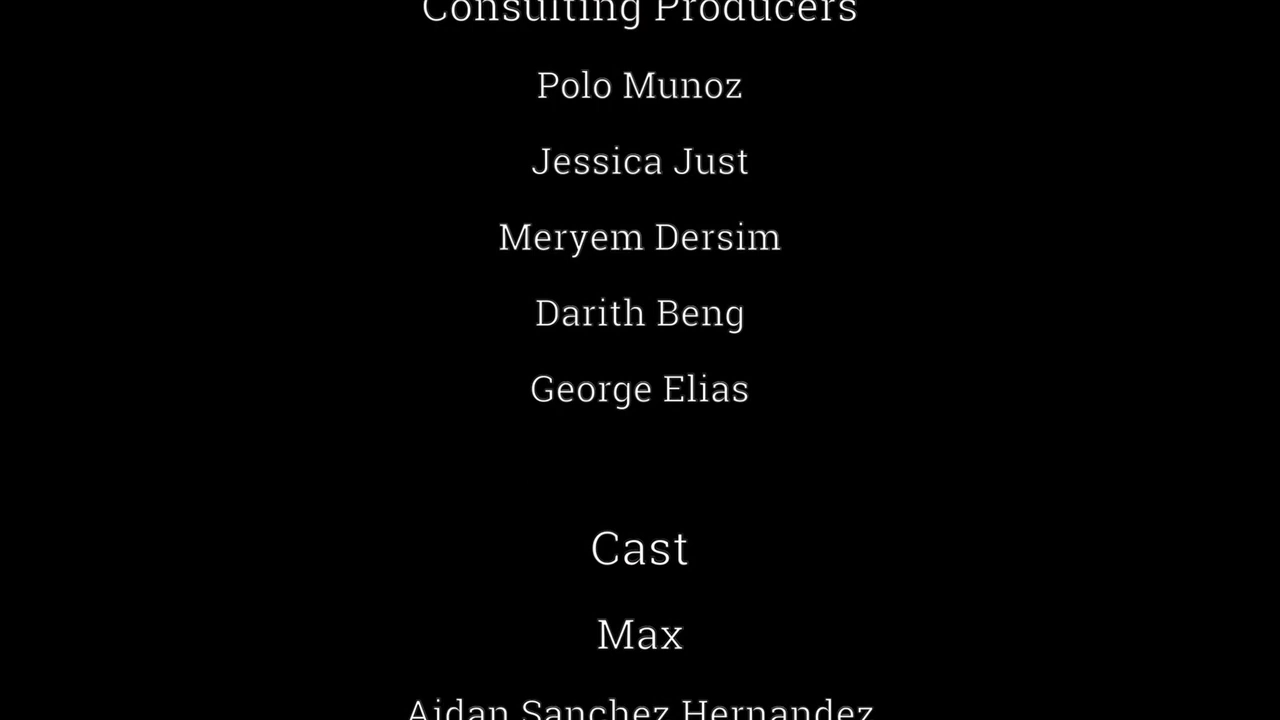 Consulting Producers
Polo Munoz
Jessica Just
Meryem Dersim
Darith Beng
George Elias
Cast
Max
Aidan Sanchez Hernandez